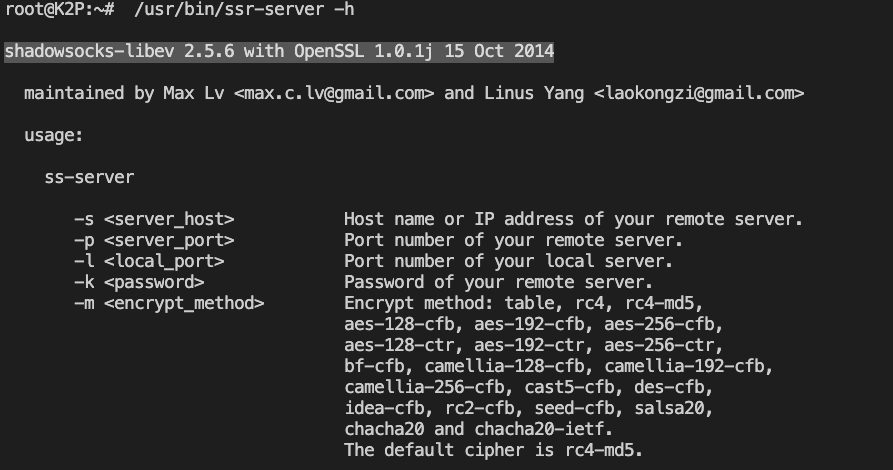 root@K2P:~#  /usr/bin/ssr-server -h
shadowsocks-libev 2.5.6 with OpenSSL 1.0.1j 15 Oct 2014
maintained by Max Lv <max.c.lv@gmail.com> and Linus Yang <laokongzi@gmail.com>
usage:
ss-server
-s <server_host> Host name or IP address of your remote server.
-p <server_port> Port number of your remote server.
-l <local_port> Port number of your local server.
-k <password> Password of your remote server.
-m <encrypt_method> Encrypt method: table, rc4, rc4-md5,
aes-128-cfb, aes-192-cfb, aes-256-cfb,
aes-128-ctr, aes-192-ctr, aes-256-ctr,
bf-cfb, camellia-128-cfb, camellia-192-cfb,
camellia-256-cfb, cast5-cfb, des-cfb,
idea-cfb, rc2-cfb, seed-cfb, salsa20,
chacha20 and chacha20-ietf.
The default cipher is rc4-md5.